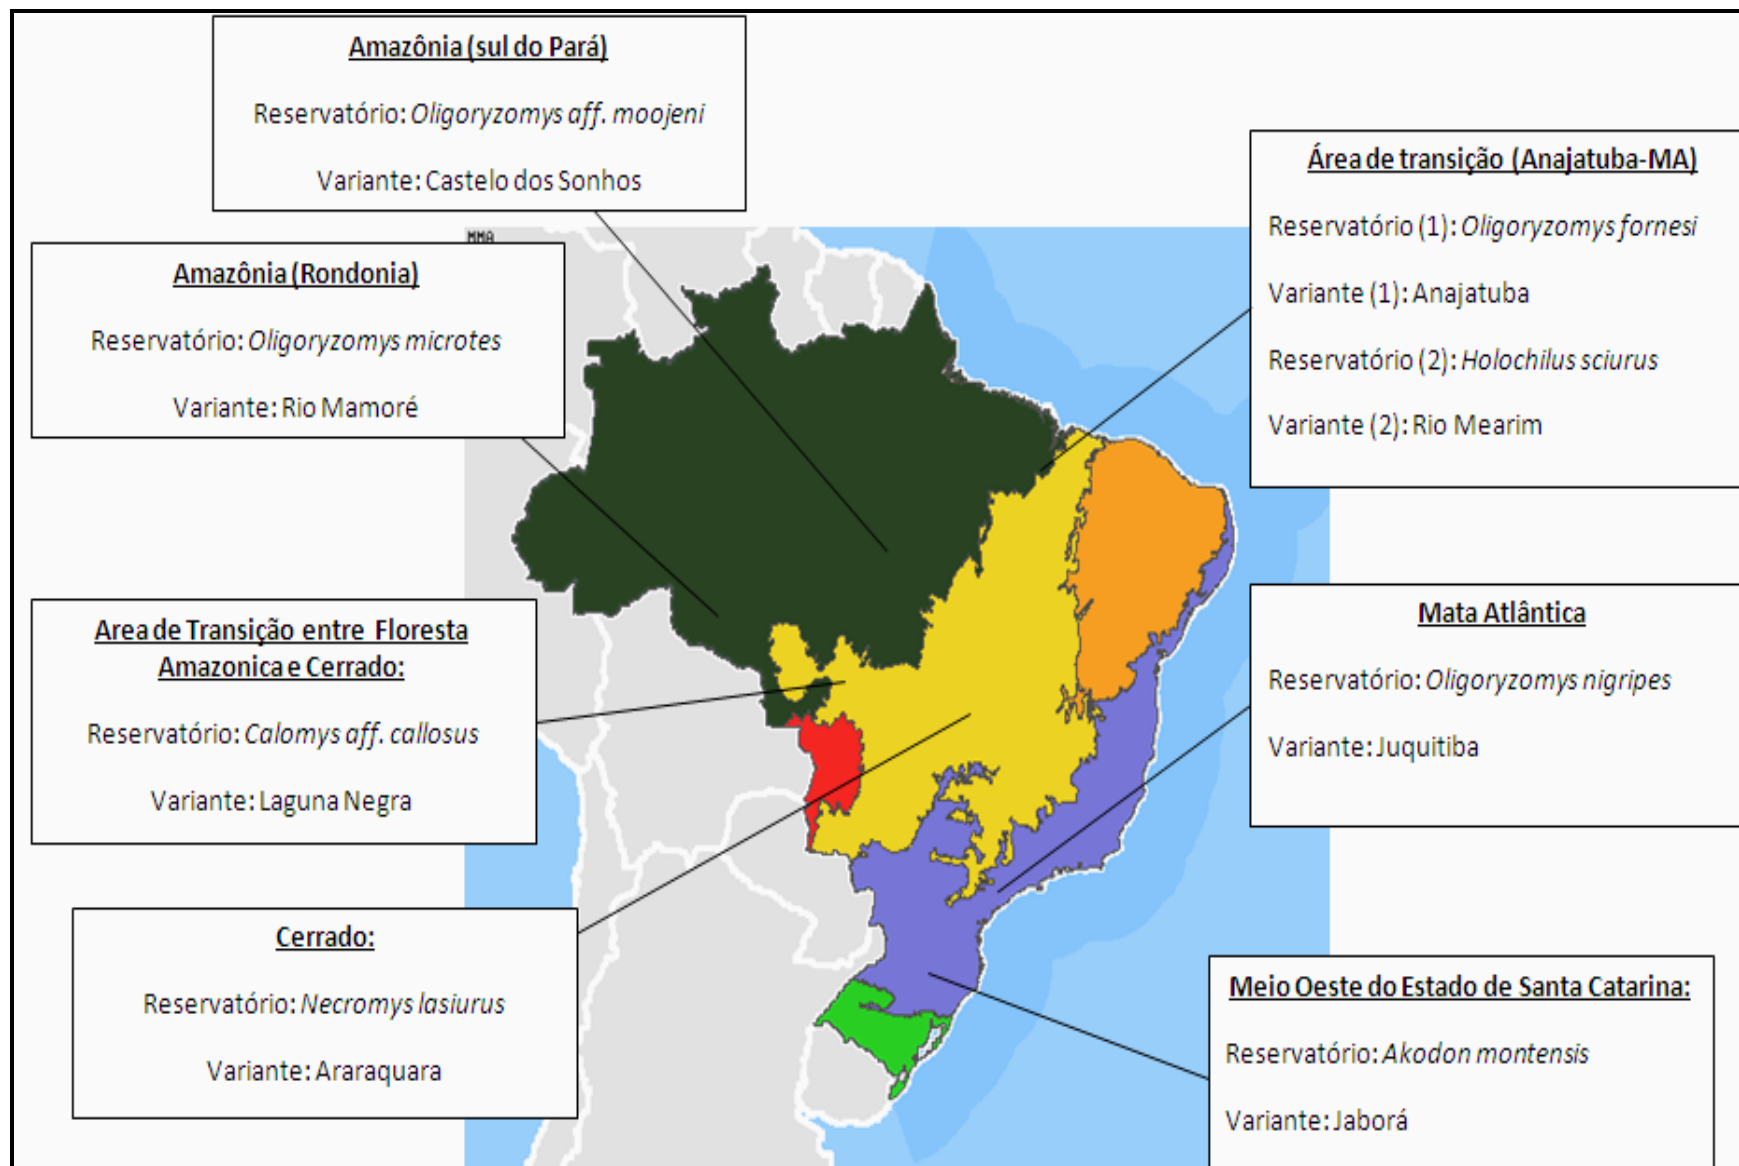 Amazônia (sul do Pará)
Reservatório: Oligoryzomys aff. moojeni
Variante: Castelo dos Sonhos
MMA
Amazônia (Rondonia)
Reservatório: Oligoryzomys microtes
Variante: Rio Mamoré
Área de transição (Anajatuba-MA)
Reservatório (1): Oligoryzomys fornesi
Variante (1): Anajatuba
Reservatório (2): Holochilus sciurus
Variante (2): Rio Mearim
Area de Transição entre Floresta
Amazonica e Cerrado:
Reservatório: Calomys aff. callosus
Variante: Laguna Negra
Mata Atlântica
Reservatório: Oligoryzomys nigripes
Variante: Juquitiba
Cerrado:
Reservatório: Necromys lasiurus
Variante: Araraquara
Meio Oeste do Estado de Santa Catarina:
Reservatório: Akodon montensis
Variante: Jaborá